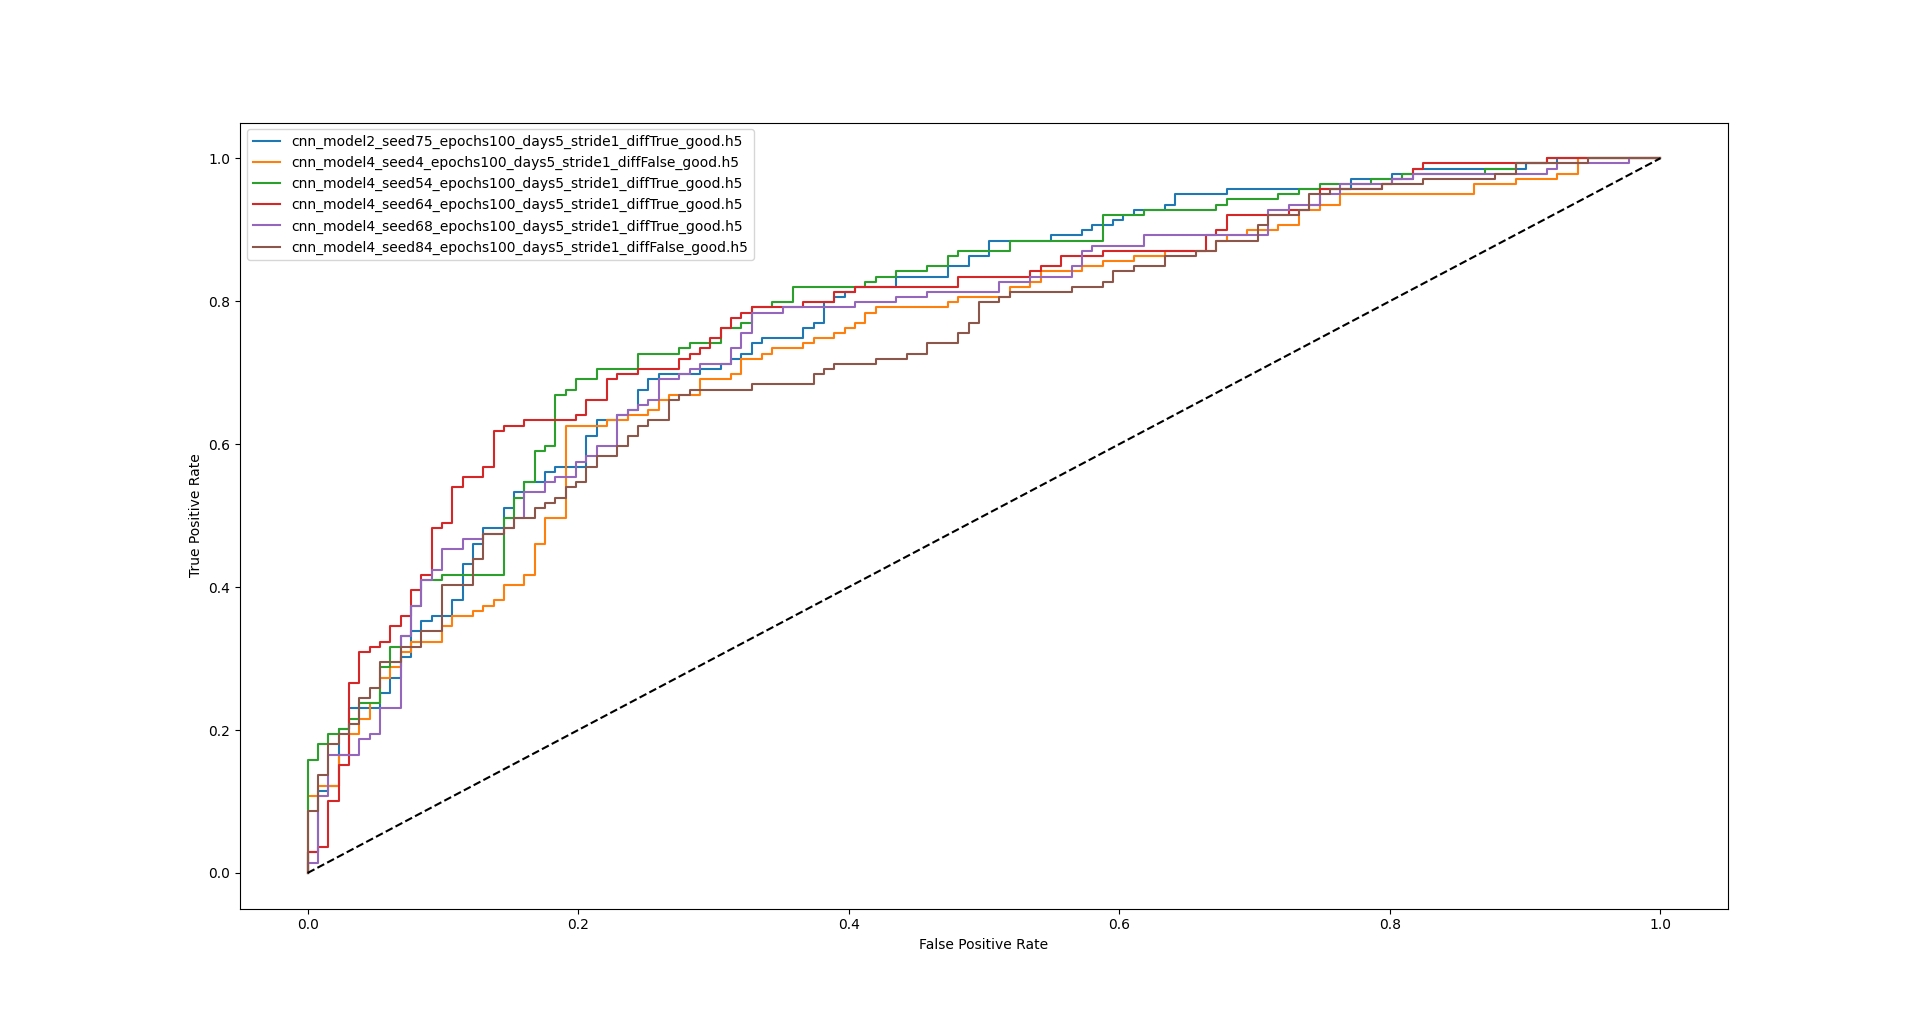 cnn_model2_seed75_epochs100_days5_stride1_diffTrue_good.h5
cnn_model4_seed4_epochs100_days5_stride1_diffFalse_good.h5
cnn_model4_seed54_epochs100_days5_stride1_diffTrue_good.h5
cnn_model4_seed64_epochs100_days5_stride1_diffTrue_good.h5
cnn_model4_seed68_epochs100_days5_stride1_diffTrue_good.h5
cnn_model4_seed84_epochs100_days5_stride1_diffFalse_good.h5
1.0
0.8
0.6
0.4
0.2
0.0
True Positive Rate
0.0 0.2 0.4 0.6 0.8 1.0
False Positive Rate